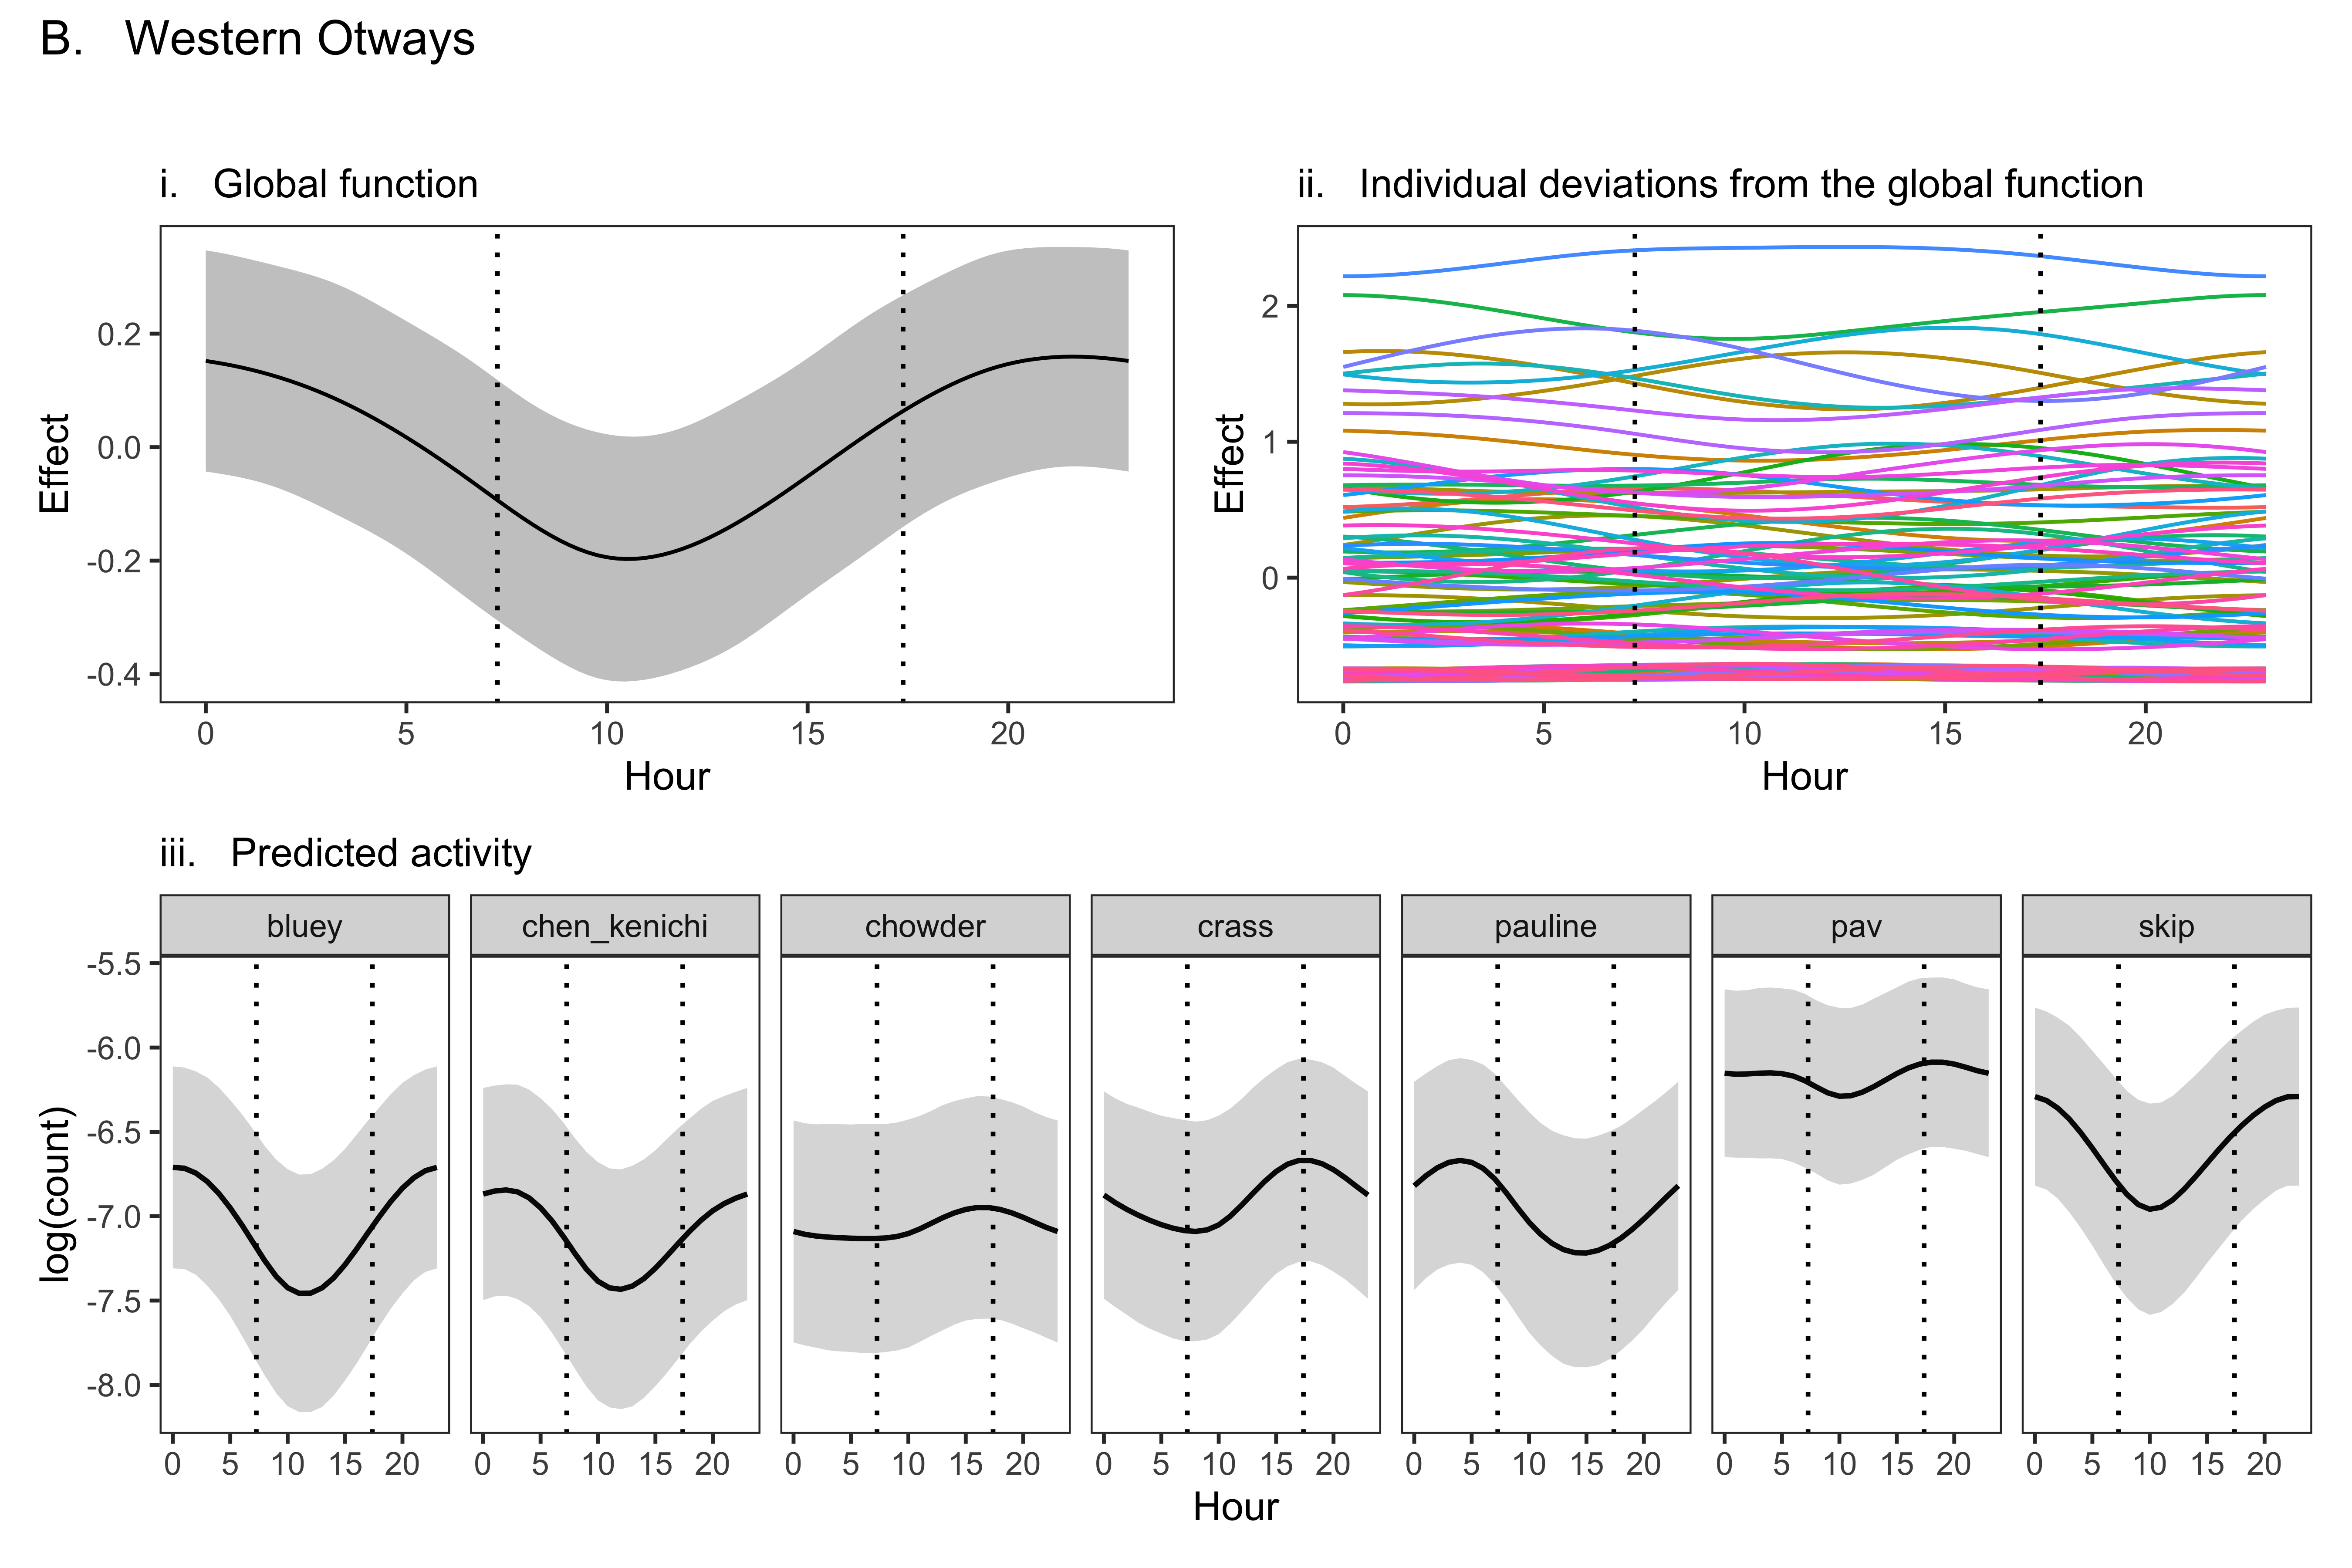 B. Western Otways
i. Global function
ii. Individual deviations from the global function
0.2
0.0
-0.2
-0.4
Effect
0 5 10 15 20
Hour
2
1
0
Effect
0 5 10 15 20
Hour
iii. Predicted activity
bluey chen_kenichi chowder crass pauline pav skip
-5.5
-6.0
-6.5
-7.0
-7.5
-8.0
log(count)
0 5 10 15 20 0 5 10 15 20 0 5 10 15 20 0 5 10 15 20 0 5 10 15 20 0 5 10 15 20 0 5 10 15 20
Hour